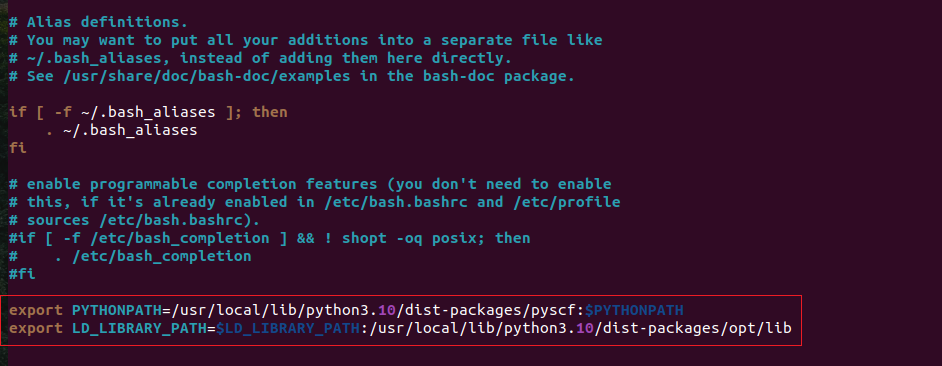 # Alias definitions.
# You may want to put all your additions into a separate file like
# ~/.bash_aliases, instead of adding them here directly.
# See /usr/share/doc/bash-doc/examples in the bash-doc package.
if [ -f ~/.bash_aliases ]; then
    . ~/.bash_aliases
fi
# enable programmable completion features (you don't need to enable
# this, if it's already enabled in /etc/bash.bashrc and /etc/profile
# sources /etc/bash.bashrc).
#if [ -f /etc/bash_completion ] && ! shopt -oq posix; then
#    . /etc/bash_completion
#fi
export PYTHONPATH=/usr/local/lib/python3.10/dist-packages/pyscf:$PYTHONPATH
export LD_LIBRARY_PATH=$LD_LIBRARY_PATH:/usr/local/lib/python3.10/dist-packages/opt/lib